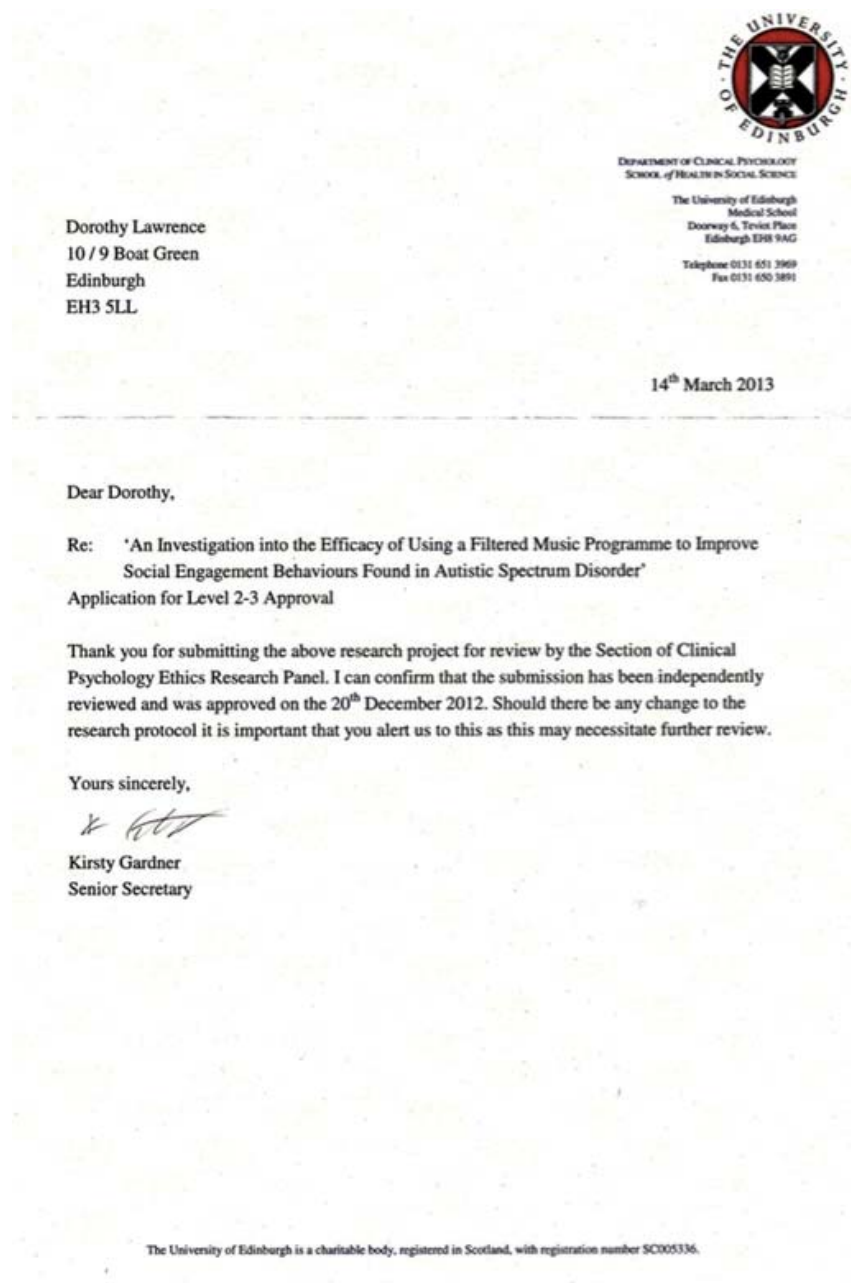 THE UNIVERSITY OF EDINBURGH
DEPARTMENT OF CLINICAL PSYCHOLOGY
SCHOOL of HEALTH IN SOCIAL SCIENCE
The University of Edinburgh
Medical School
Doorway 6, Teviot Place
Edinburgh EH8 9AG
Telephone 0131 651 3969
Fax 0131 650 3891
Dorothy Lawrence
10 / 9 Boat Green
Edinburgh
EH3 5LL
14th March 2013
Dear Dorothy,
Re: 'An Investigation into the Efficacy of Using a Filtered Music Programme to Improve
Social Engagement Behaviours Found in Autistic Spectrum Disorder'
Application for Level 2-3 Approval
Thank you for submitting the above research project for review by the Section of Clinical
Psychology Ethics Research Panel. I can confirm that the submission has been independently
reviewed and was approved on the 20th December 2012. Should there be any change to the
research protocol it is important that you alert us to this as this may necessitate further review.
Yours sincerely,
Kirsty Gardner
Senior Secretary
The University of Edinburgh is a charitable body, registered in Scotland, with registration number SC005336.